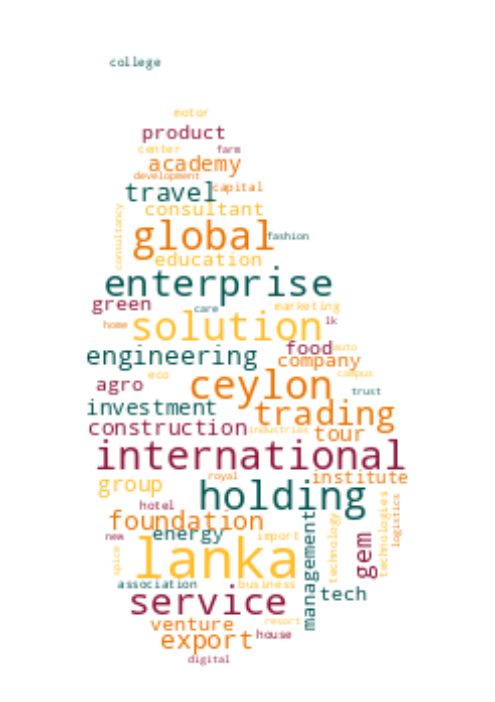 college
motor
product
center farm
academy
development
travel capital
consultancy
consultant
global fashion
education
enterprise
green care marketing
home solution lk
engineering food auto
company
eco ceylon campus
agro trust
investment trading
construction industries tour
international
royal institute
group holding
hotel
foundation
new energy import
management technology gem technologies logistics
spice lanka
association business
service tech
venture resort
export house
digital